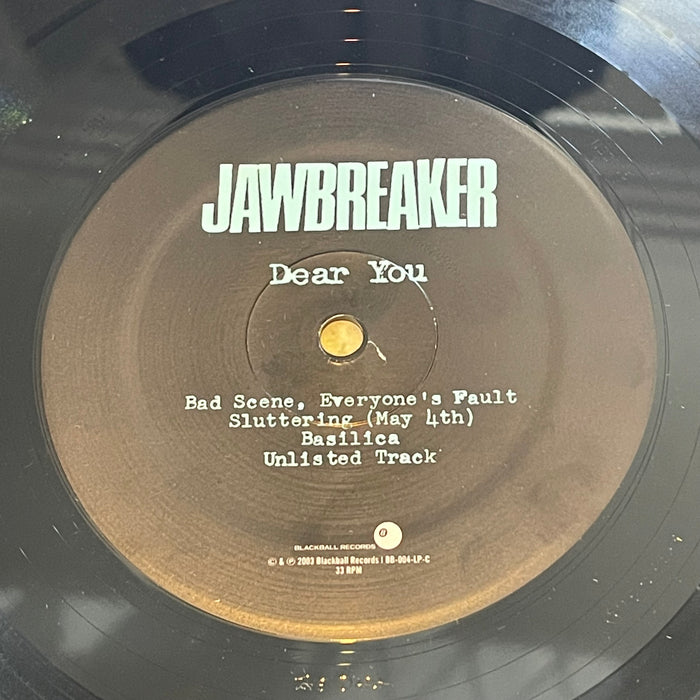 JAWBREAKER
Dear You
Bad Scene, Everyone's Fault
Sluttering (May 4th)
Basilica
Unlisted Track
8
BLACKBALL RECORDS
© & ℗ 2003 Blackball Records | BB-004-LP-C
33 RPM